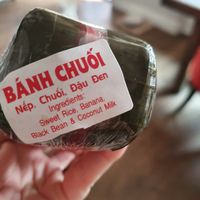 BÁNH CHUỐI
Nếp, Chuối, Đậu Đen
Ingredients:
Sweet Rice, Banana,
Black Bean & Coconut Milk